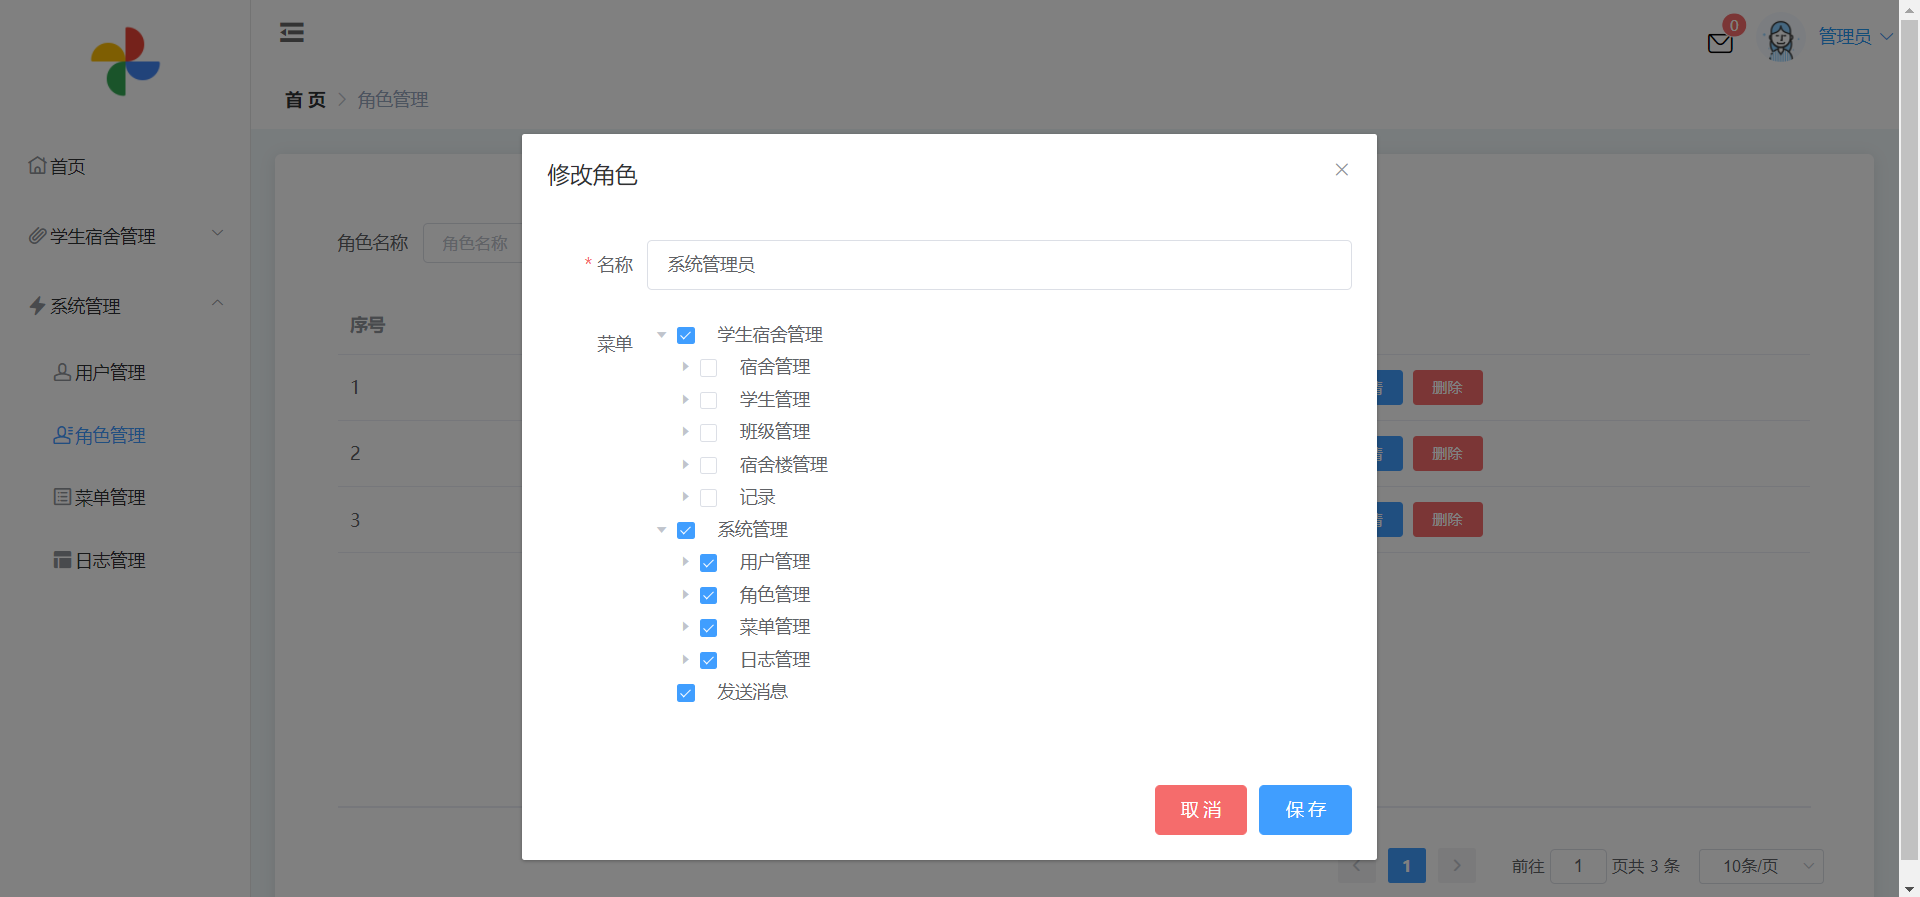 0
管理员
首页
角色管理
首页
学生宿舍管理
系统管理
用户管理
角色管理
菜单管理
日志管理
角色名称
角色名称
序号
1
删除
2
删除
3
删除
修改角色
* 名称
系统管理员
菜单
学生宿舍管理
宿舍管理
学生管理
班级管理
宿舍楼管理
记录
系统管理
用户管理
角色管理
菜单管理
日志管理
发送消息
取消
保存
1
前往 1 页共 3 条
10条/页